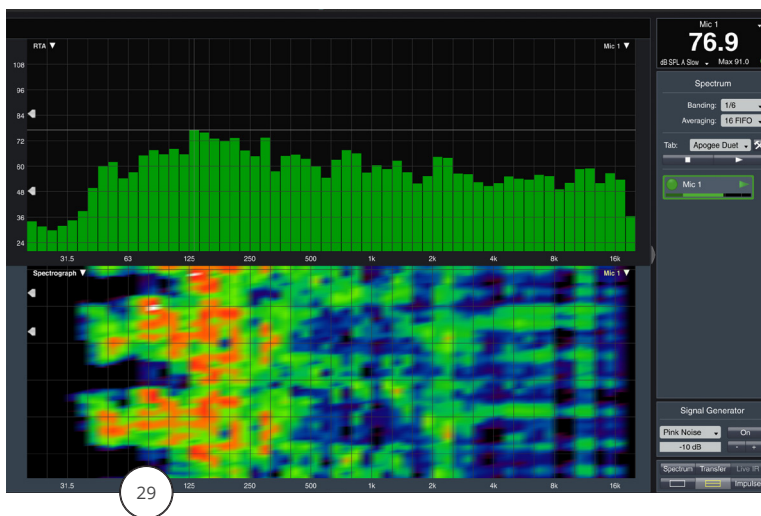 Mic 1
76.9
dB SPL A Slow Max 91.0
RTA Mic 1
108
96
84
72
60
48
36
24
31.5 63 125 250 500 1k 2k 4k 8k 16k
Spectrograph Mic 1
31.5 125 250 500 1k 2k 4k 8k 16k
29
Spectrum
Banding: 1/6
Averaging: 16 FIFO
Tab: Apogee Duet
Mic 1
Signal Generator
Pink Noise On
-10 dB - +
Spectrum Transfer Live IR
Impulse